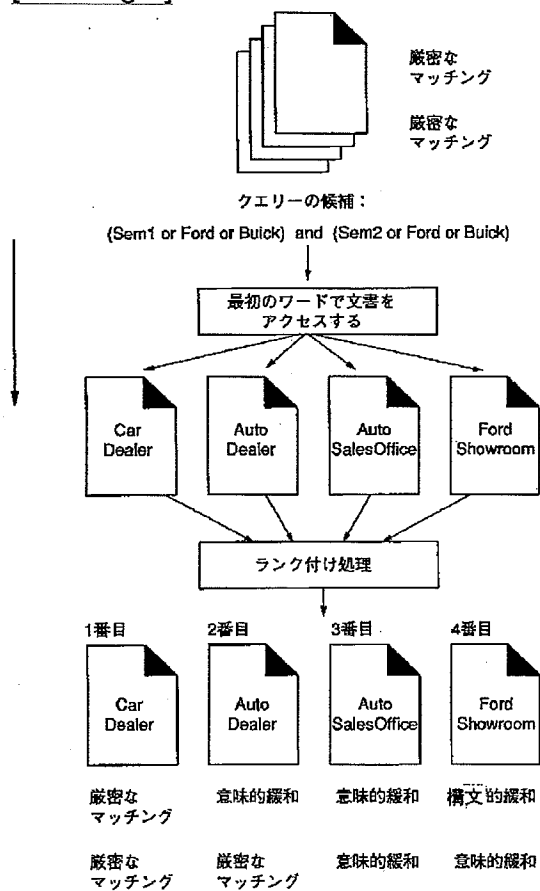 厳密な
マッチング
厳密な
マッチング
クエリーの候補：
(Sem1 or Ford or Buick) and (Sem2 or Ford or Buick)
最初のワードで文書を
アクセスする
Car
Dealer
Auto
Dealer
Auto
SalesOffice
Ford
Showroom
ランク付け処理
1番目
2番目
3番目
4番目
Car
Dealer
Auto
Dealer
Auto
SalesOffice
Ford
Showroom
厳密な
マッチング
意味的緩和
意味的緩和
構文的緩和
厳密な
マッチング
厳密な
マッチング
意味的緩和
意味的緩和